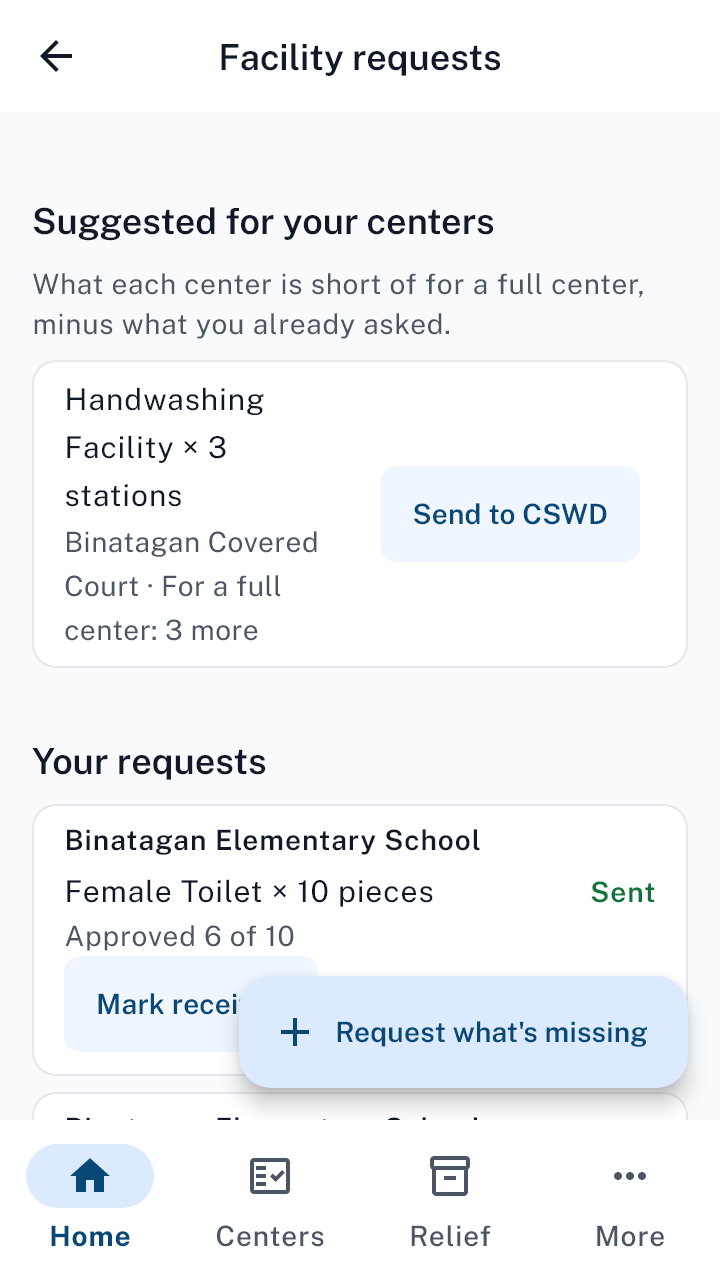 Facility requests
Suggested for your centers
What each center is short of for a full center,
minus what you already asked.
Handwashing
Facility × 3
stations
Binatagan Covered
Court · For a full
center: 3 more
Send to CSWD
Your requests
Binatagan Elementary School
Female Toilet × 10 pieces
Sent
Approved 6 of 10
Mark
Request what's missing
Home
Centers
Relief
More